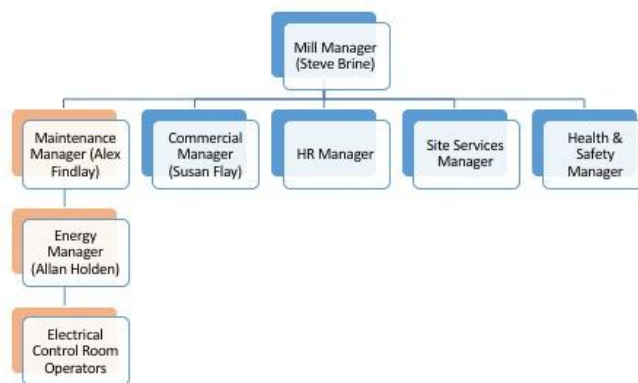 Mill Manager
(Steve Brine)
Maintenance
Manager (Alex
Findlay)
Commercial
Manager
(Susan Flay)
HR Manager
Site Services
Manager
Health &
Safety
Manager
Energy
Manager
(Allan Holden)
Electrical
Control Room
Operators